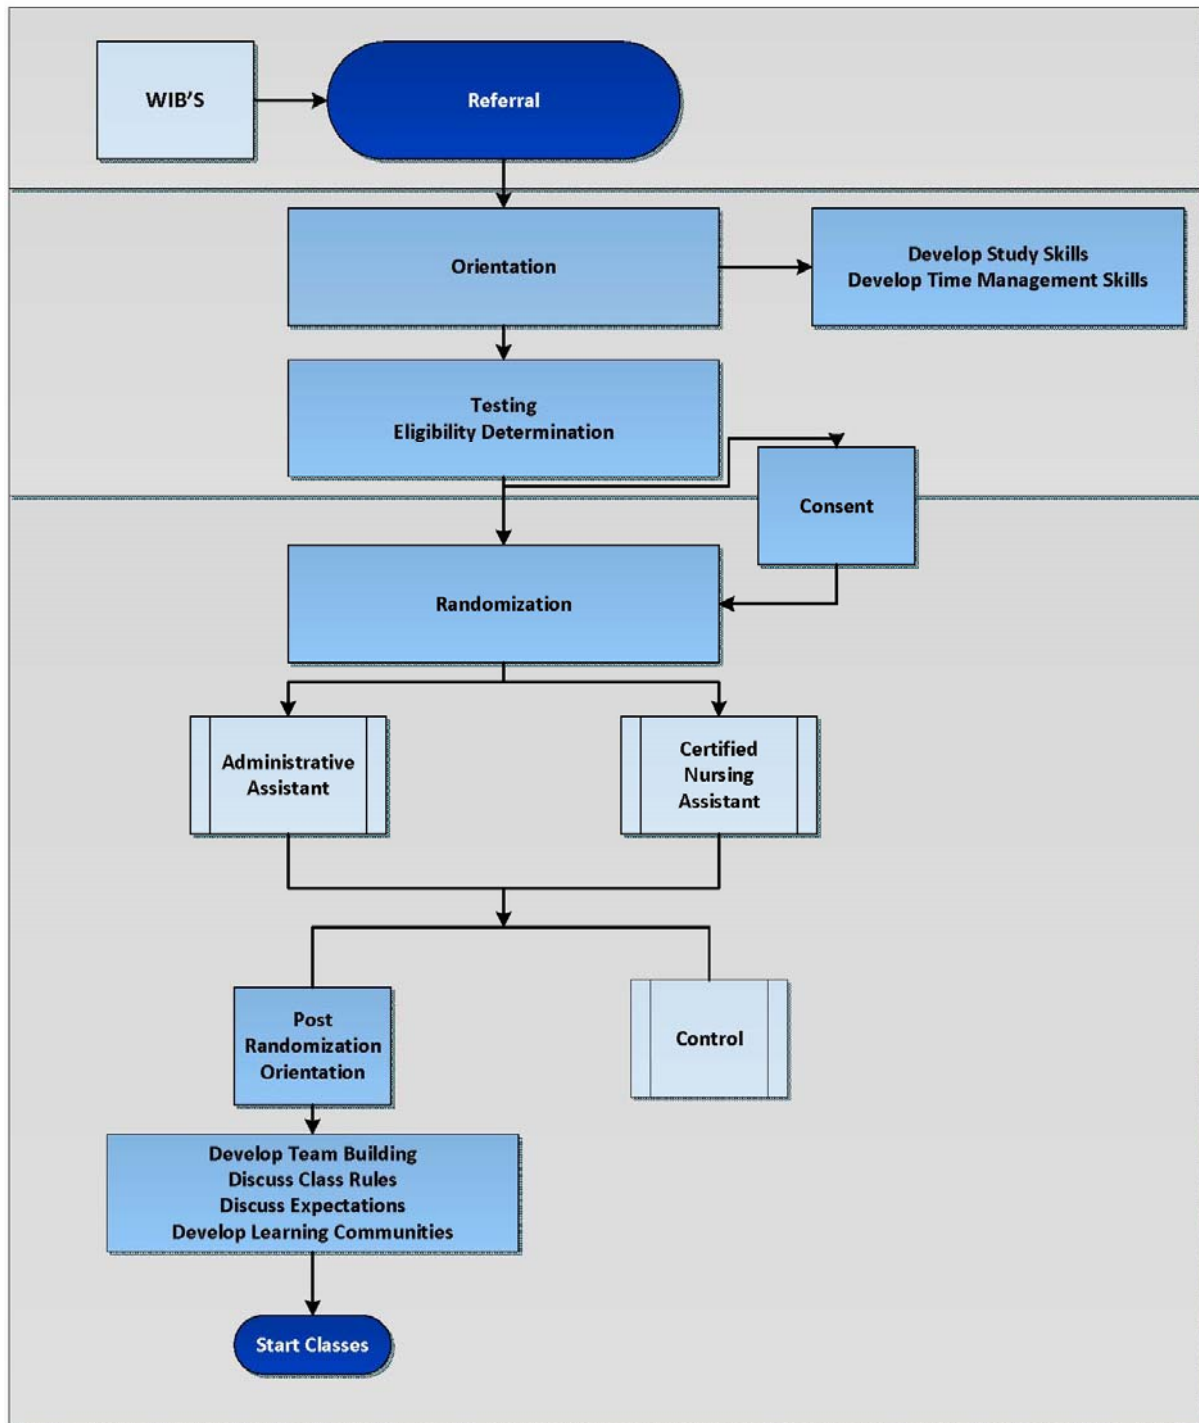 WIB'S
Referral
Orientation
Develop Study Skills
Develop Time Management Skills
Testing
Eligibility Determination
Consent
Randomization
Administrative
Assistant
Certified
Nursing
Assistant
Post
Randomization
Orientation
Control
Develop Team Building
Discuss Class Rules
Discuss Expectations
Develop Learning Communities
Start Classes